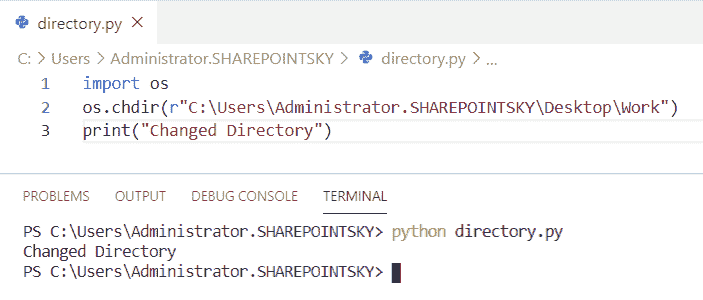 directory.py ×
C: > Users > Administrator.SHAREPOINTSKY > directory.py > ...
1 import os
2 os.chdir(r"C:\Users\Administrator.SHAREPOINTSKY\Desktop\Work")
3 print("Changed Directory")
PROBLEMS OUTPUT DEBUG CONSOLE TERMINAL
PS C:\Users\Administrator.SHAREPOINTSKY> python directory.py
Changed Directory
PS C:\Users\Administrator.SHAREPOINTSKY>